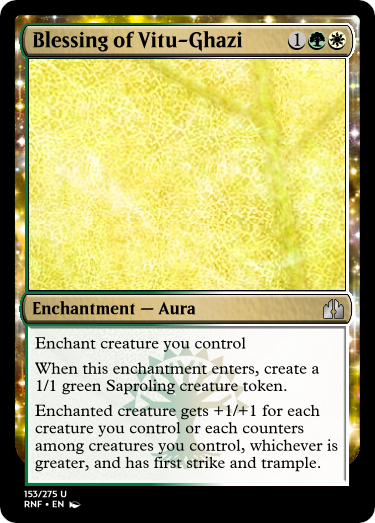 Blessing of Vitu-Ghazi 1
Enchantment — Aura
Enchant creature you control
When this enchantment enters, create a
1/1 green Saproling creature token.
Enchanted creature gets +1/+1 for each
creature you control or each counters
among creatures you control, whichever is
greater, and has first strike and trample.
153/275 U
RNF • EN